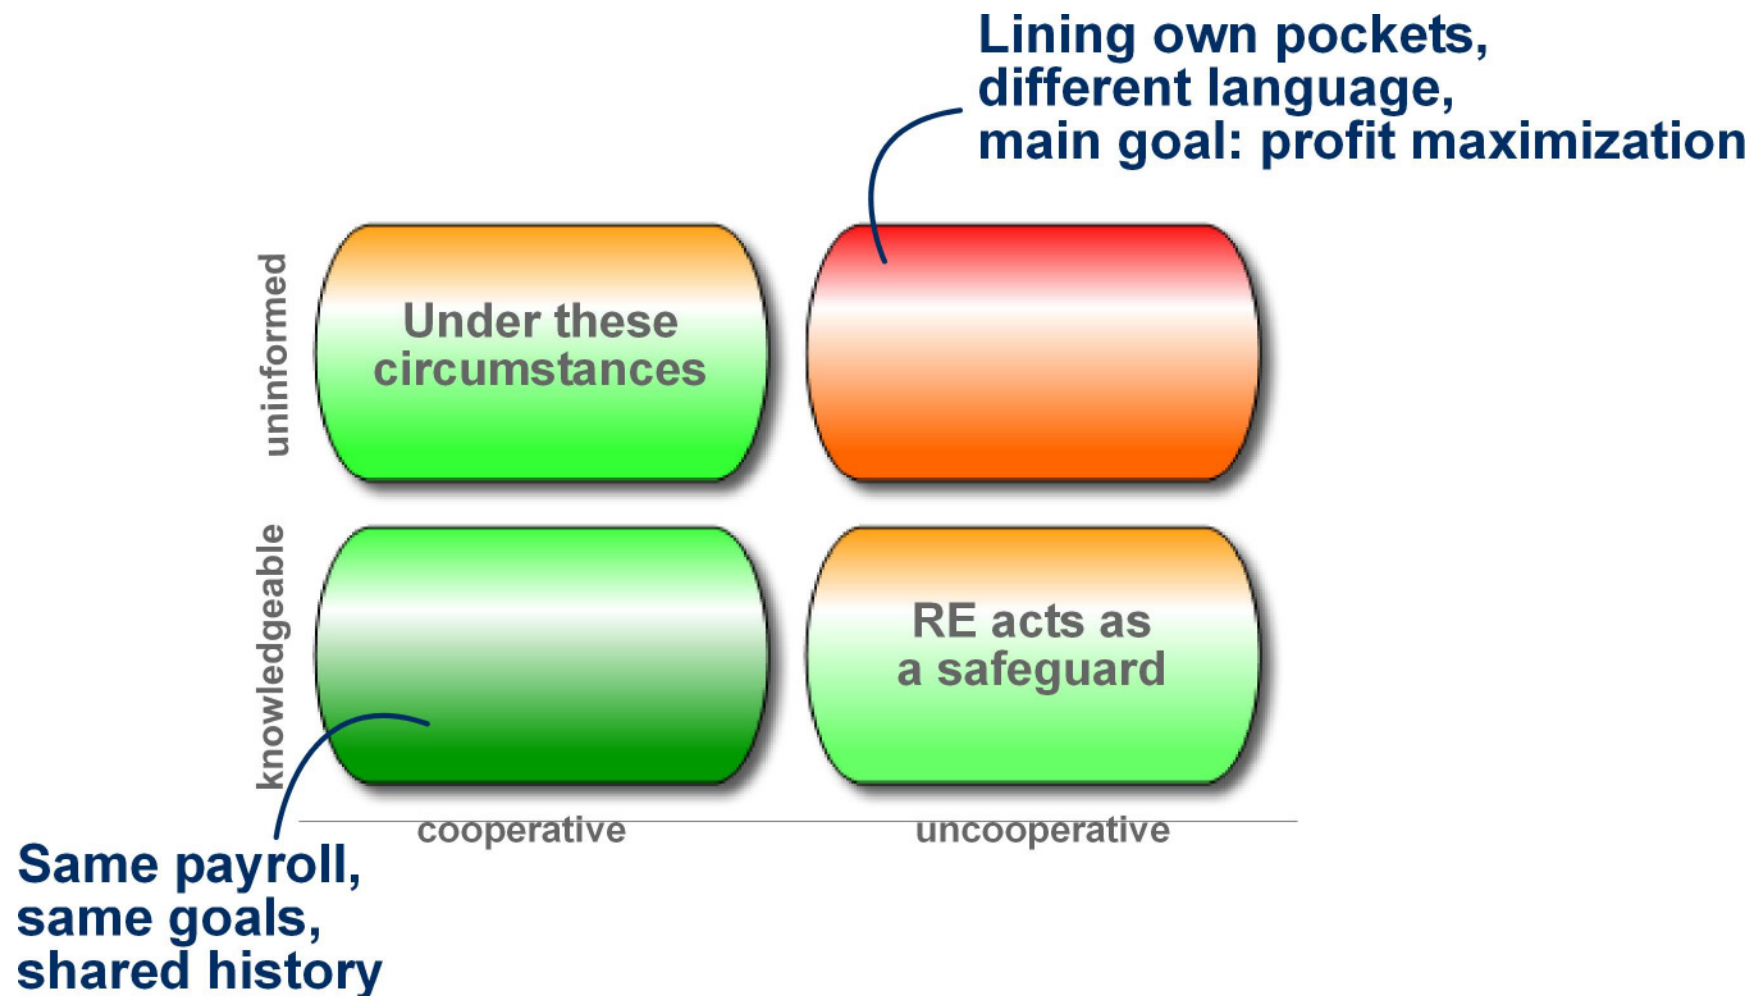 Lining own pockets,
different language,
main goal: profit maximization
uninformed
Under these
circumstances
knowledgeable
RE acts as
a safeguard
cooperative
uncooperative
Same payroll,
same goals,
shared history